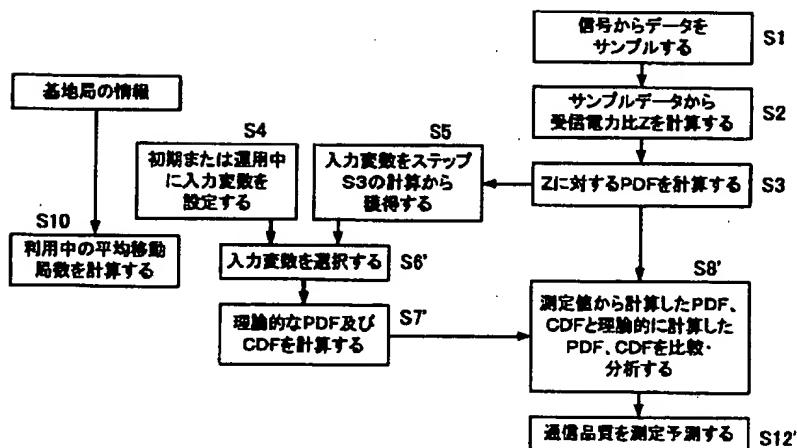 信号からデータを
サンプルする
S1
基地局の情報
サンプルデータから
受信電力比Zを計算する
S2
S4
初期または運用中
に入力変数を
設定する
S5
入力変数をステップ
S3の計算から
獲得する
Zに対するPDFを計算する
S3
S10
利用中の平均移動
局数を計算する
入力変数を選択する
S6'
理論的なPDF及び
CDFを計算する
S7'
S8'
測定値から計算したPDF、
CDFと理論的に計算した
PDF、CDFを比較・
分析する
通信品質を測定予測する
S12'